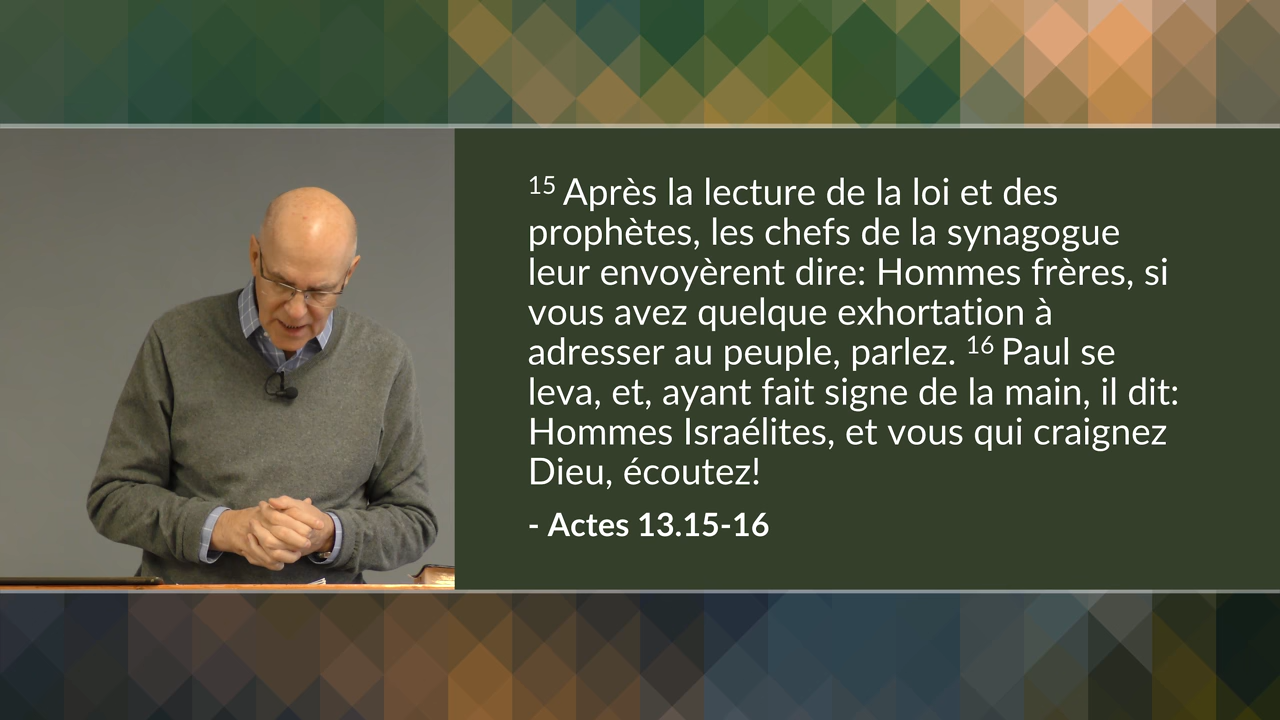 15 Après la lecture de la loi et des
prophètes, les chefs de la synagogue
leur envoyèrent dire: Hommes frères, si
vous avez quelque exhortation à
adresser au peuple, parlez. 16 Paul se
leva, et, ayant fait signe de la main, il dit:
Hommes Israélites, et vous qui craignez
Dieu, écoutez!
- Actes 13.15-16